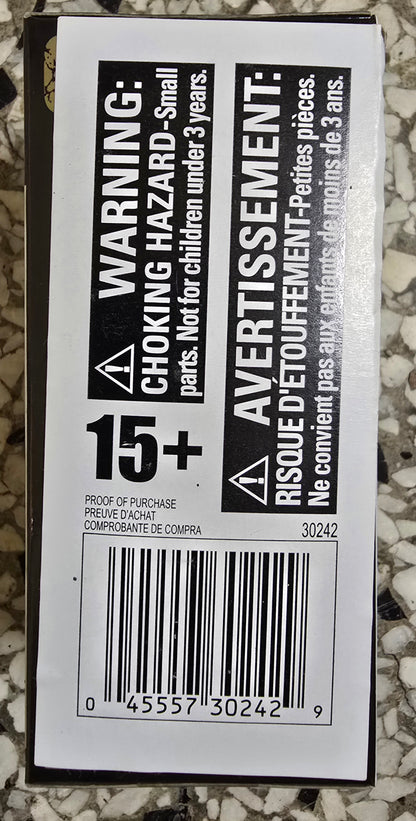 ⚠ WARNING:
CHOKING HAZARD-Small
parts. Not for children under 3 years.
⚠ AVERTISSEMENT:
RISQUE D'ÉTOUFFEMENT-Petites pièces.
Ne convient pas aux enfants de moins de 3 ans.
15+
PROOF OF PURCHASE
PREUVE D'ACHAT
COMPROBANTE DE COMPRA
30242
0 45557 30242 9